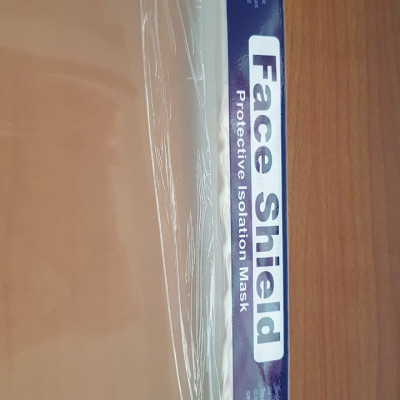 Face Shield
Protective Isolation Mask